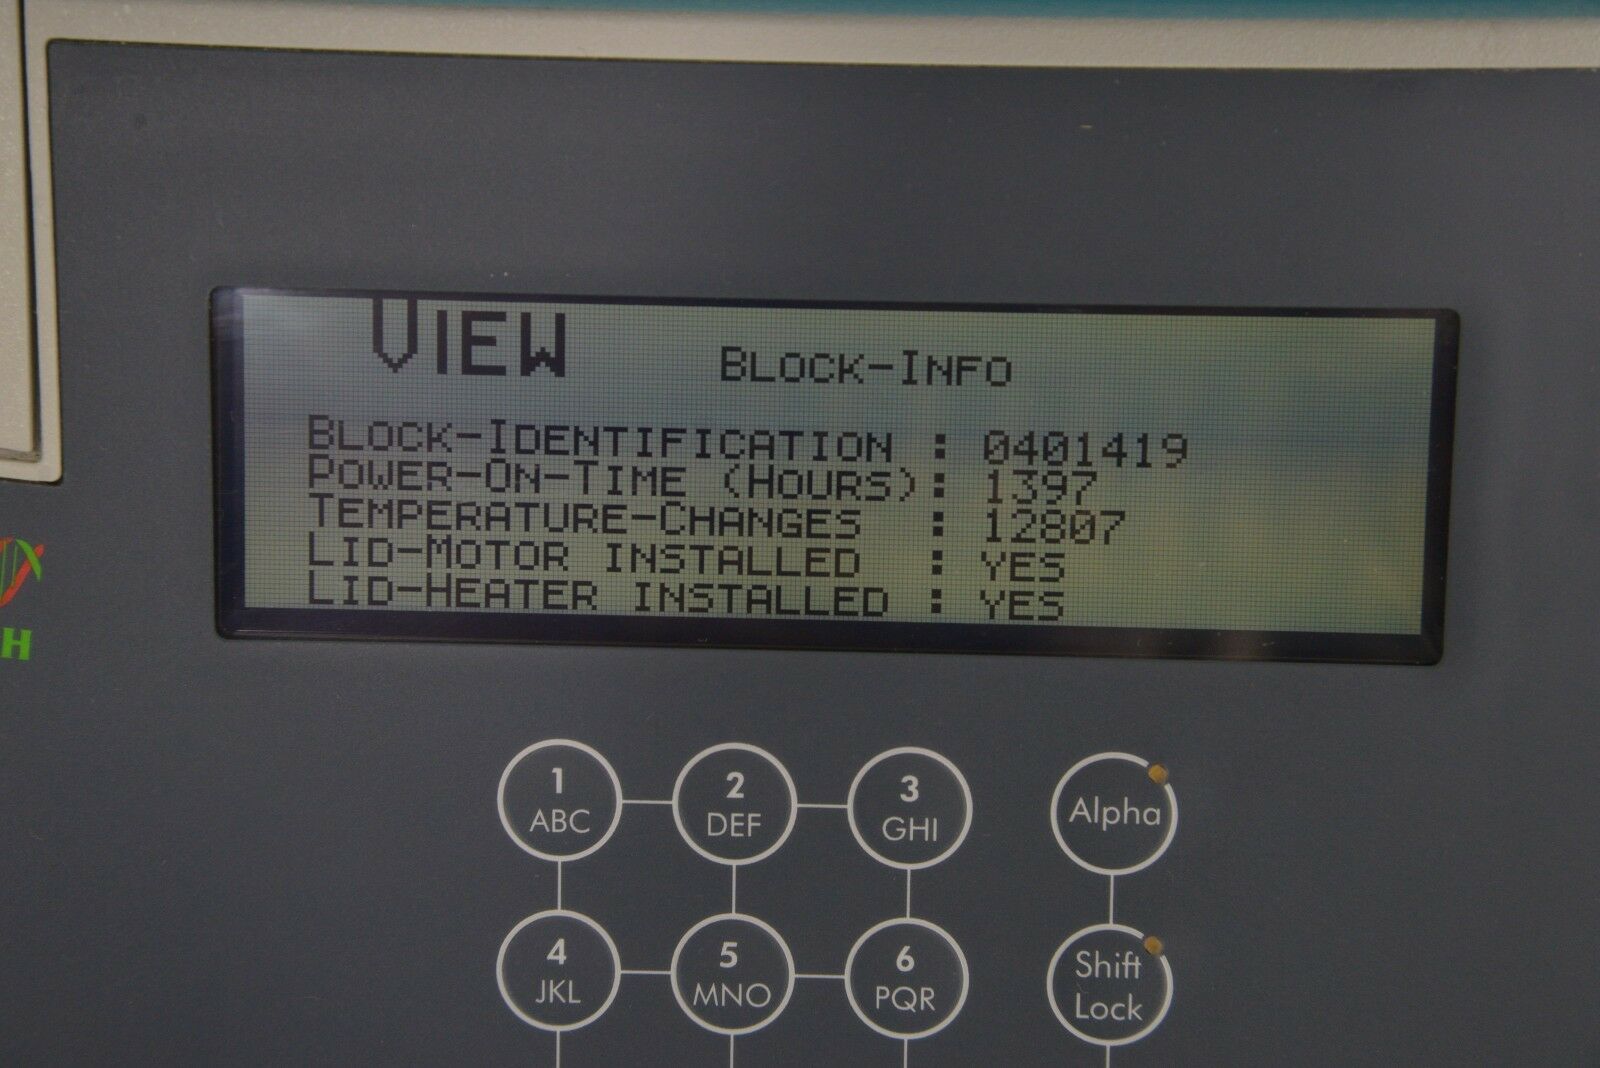 VIEW BLOCK-INFO
BLOCK-IDENTIFICATION : 0401419
POWER-ON-TIME (HOURS): 1397
TEMPERATURE-CHANGES : 12807
LID-MOTOR INSTALLED : YES
LID-HEATER INSTALLED : YES
H
1 2 3
ABC DEF GHI Alpha
4 5 6 Shift
JKL MNO PQR Lock